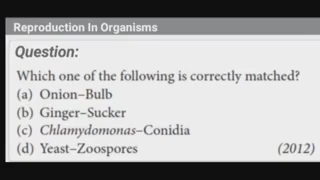 Reproduction In Organisms
Question:
Which one of the following is correctly matched?
(a) Onion–Bulb
(b) Ginger–Sucker
(c) Chlamydomonas–Conidia
(d) Yeast–Zoospores (2012)